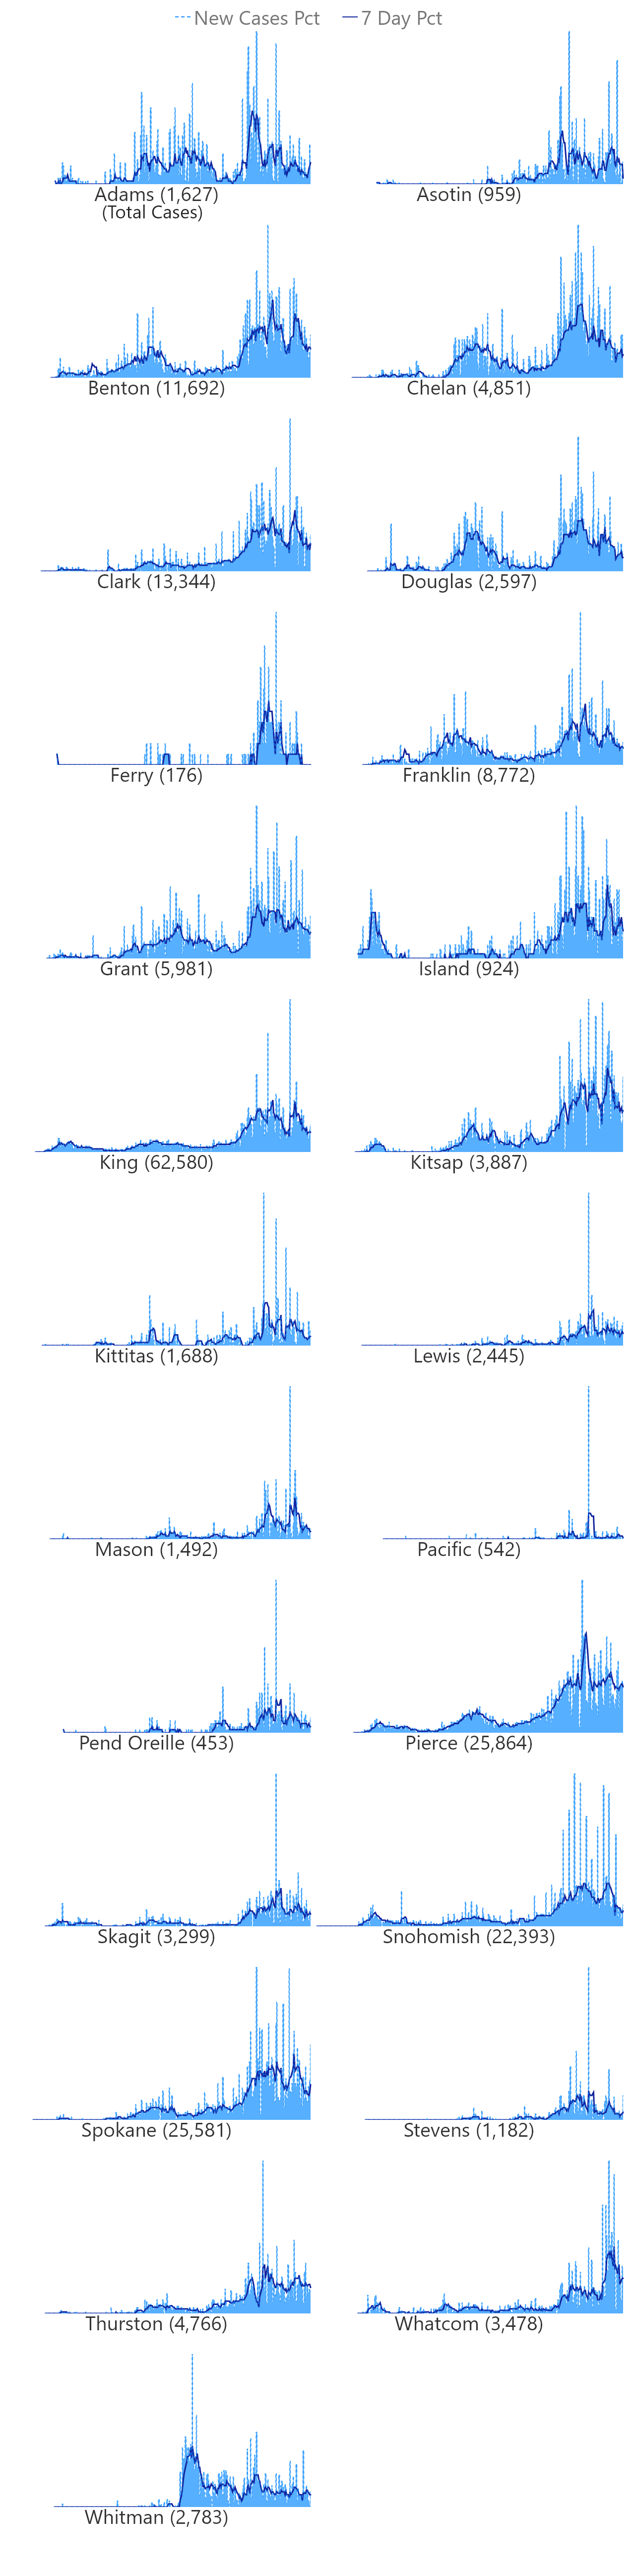 New Cases Pct 7 Day Pct
Adams (1,627) Asotin (959)
(Total Cases)
Benton (11,692) Chelan (4,851)
Clark (13,344) Douglas (2,597)
Ferry (176) Franklin (8,772)
Grant (5,981) Island (924)
King (62,580) Kitsap (3,887)
Kittitas (1,688) Lewis (2,445)
Mason (1,492) Pacific (542)
Pend Oreille (453) Pierce (25,864)
Skagit (3,299) Snohomish (22,393)
Spokane (25,581) Stevens (1,182)
Thurston (4,766) Whatcom (3,478)
Whitman (2,783)